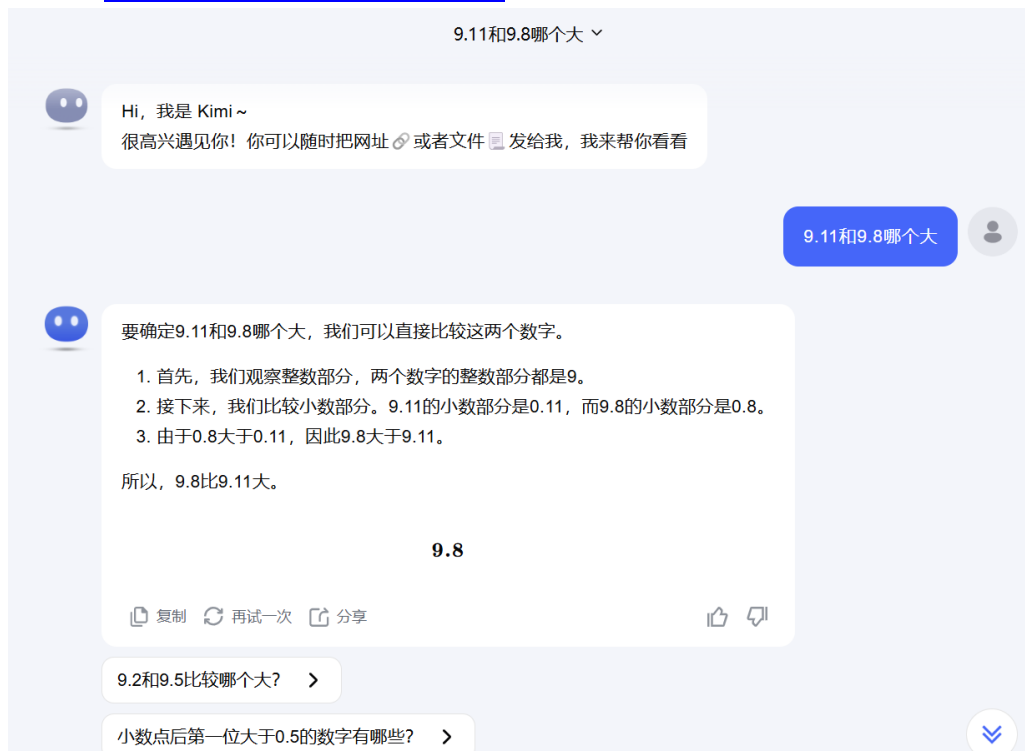 9.11和9.8哪个大
Hi，我是 Kimi～
很高兴遇见你！你可以随时把网址🔗或者文件📃发给我，我来帮你看看
9.11和9.8哪个大
要确定9.11和9.8哪个大，我们可以直接比较这两个数字。
1. 首先，我们观察整数部分，两个数字的整数部分都是9。
2. 接下来，我们比较小数部分。9.11的小数部分是0.11，而9.8的小数部分是0.8。
3. 由于0.8大于0.11，因此9.8大于9.11。
所以，9.8比9.11大。
9.8
复制 再试一次 分享
9.2和9.5比较哪个大？
小数点后第一位大于0.5的数字有哪些？